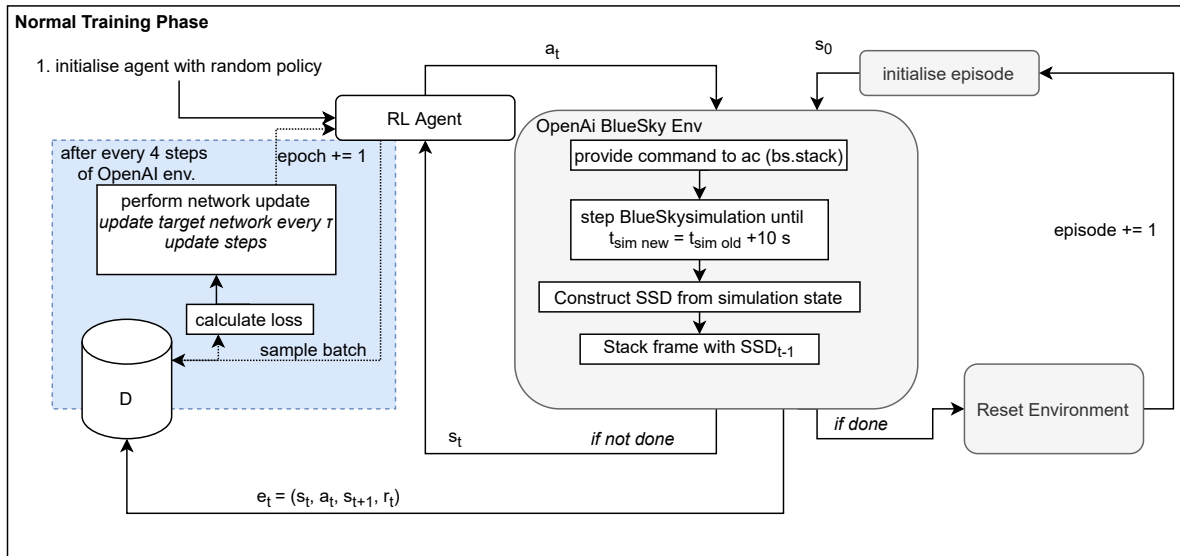 Normal Training Phase
1. initialise agent with random policy
a_t
s_0
initialise episode
RL Agent
OpenAi BlueSky Env
provide command to ac (bs.stack)
after every 4 steps
of OpenAI env.
epoch += 1
perform network update
update target network every τ
update steps
step BlueSkysimulation until
t_sim new = t_sim old +10 s
episode += 1
Construct SSD from simulation state
calculate loss
sample batch
Stack frame with SSD_t-1
D
Reset Environment
s_t
if not done
if done
e_t = (s_t, a_t, s_t+1, r_t)